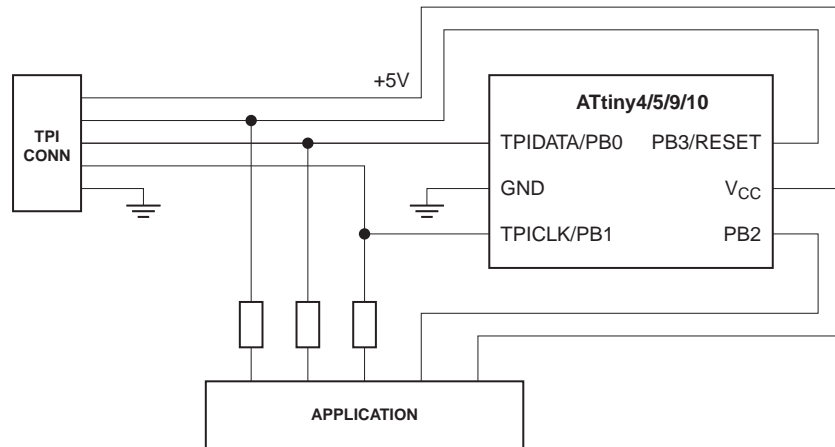 +5V
TPI
CONN
ATtiny4/5/9/10
TPIDATA/PB0 PB3/RESET
GND VCC
TPICLK/PB1 PB2
APPLICATION